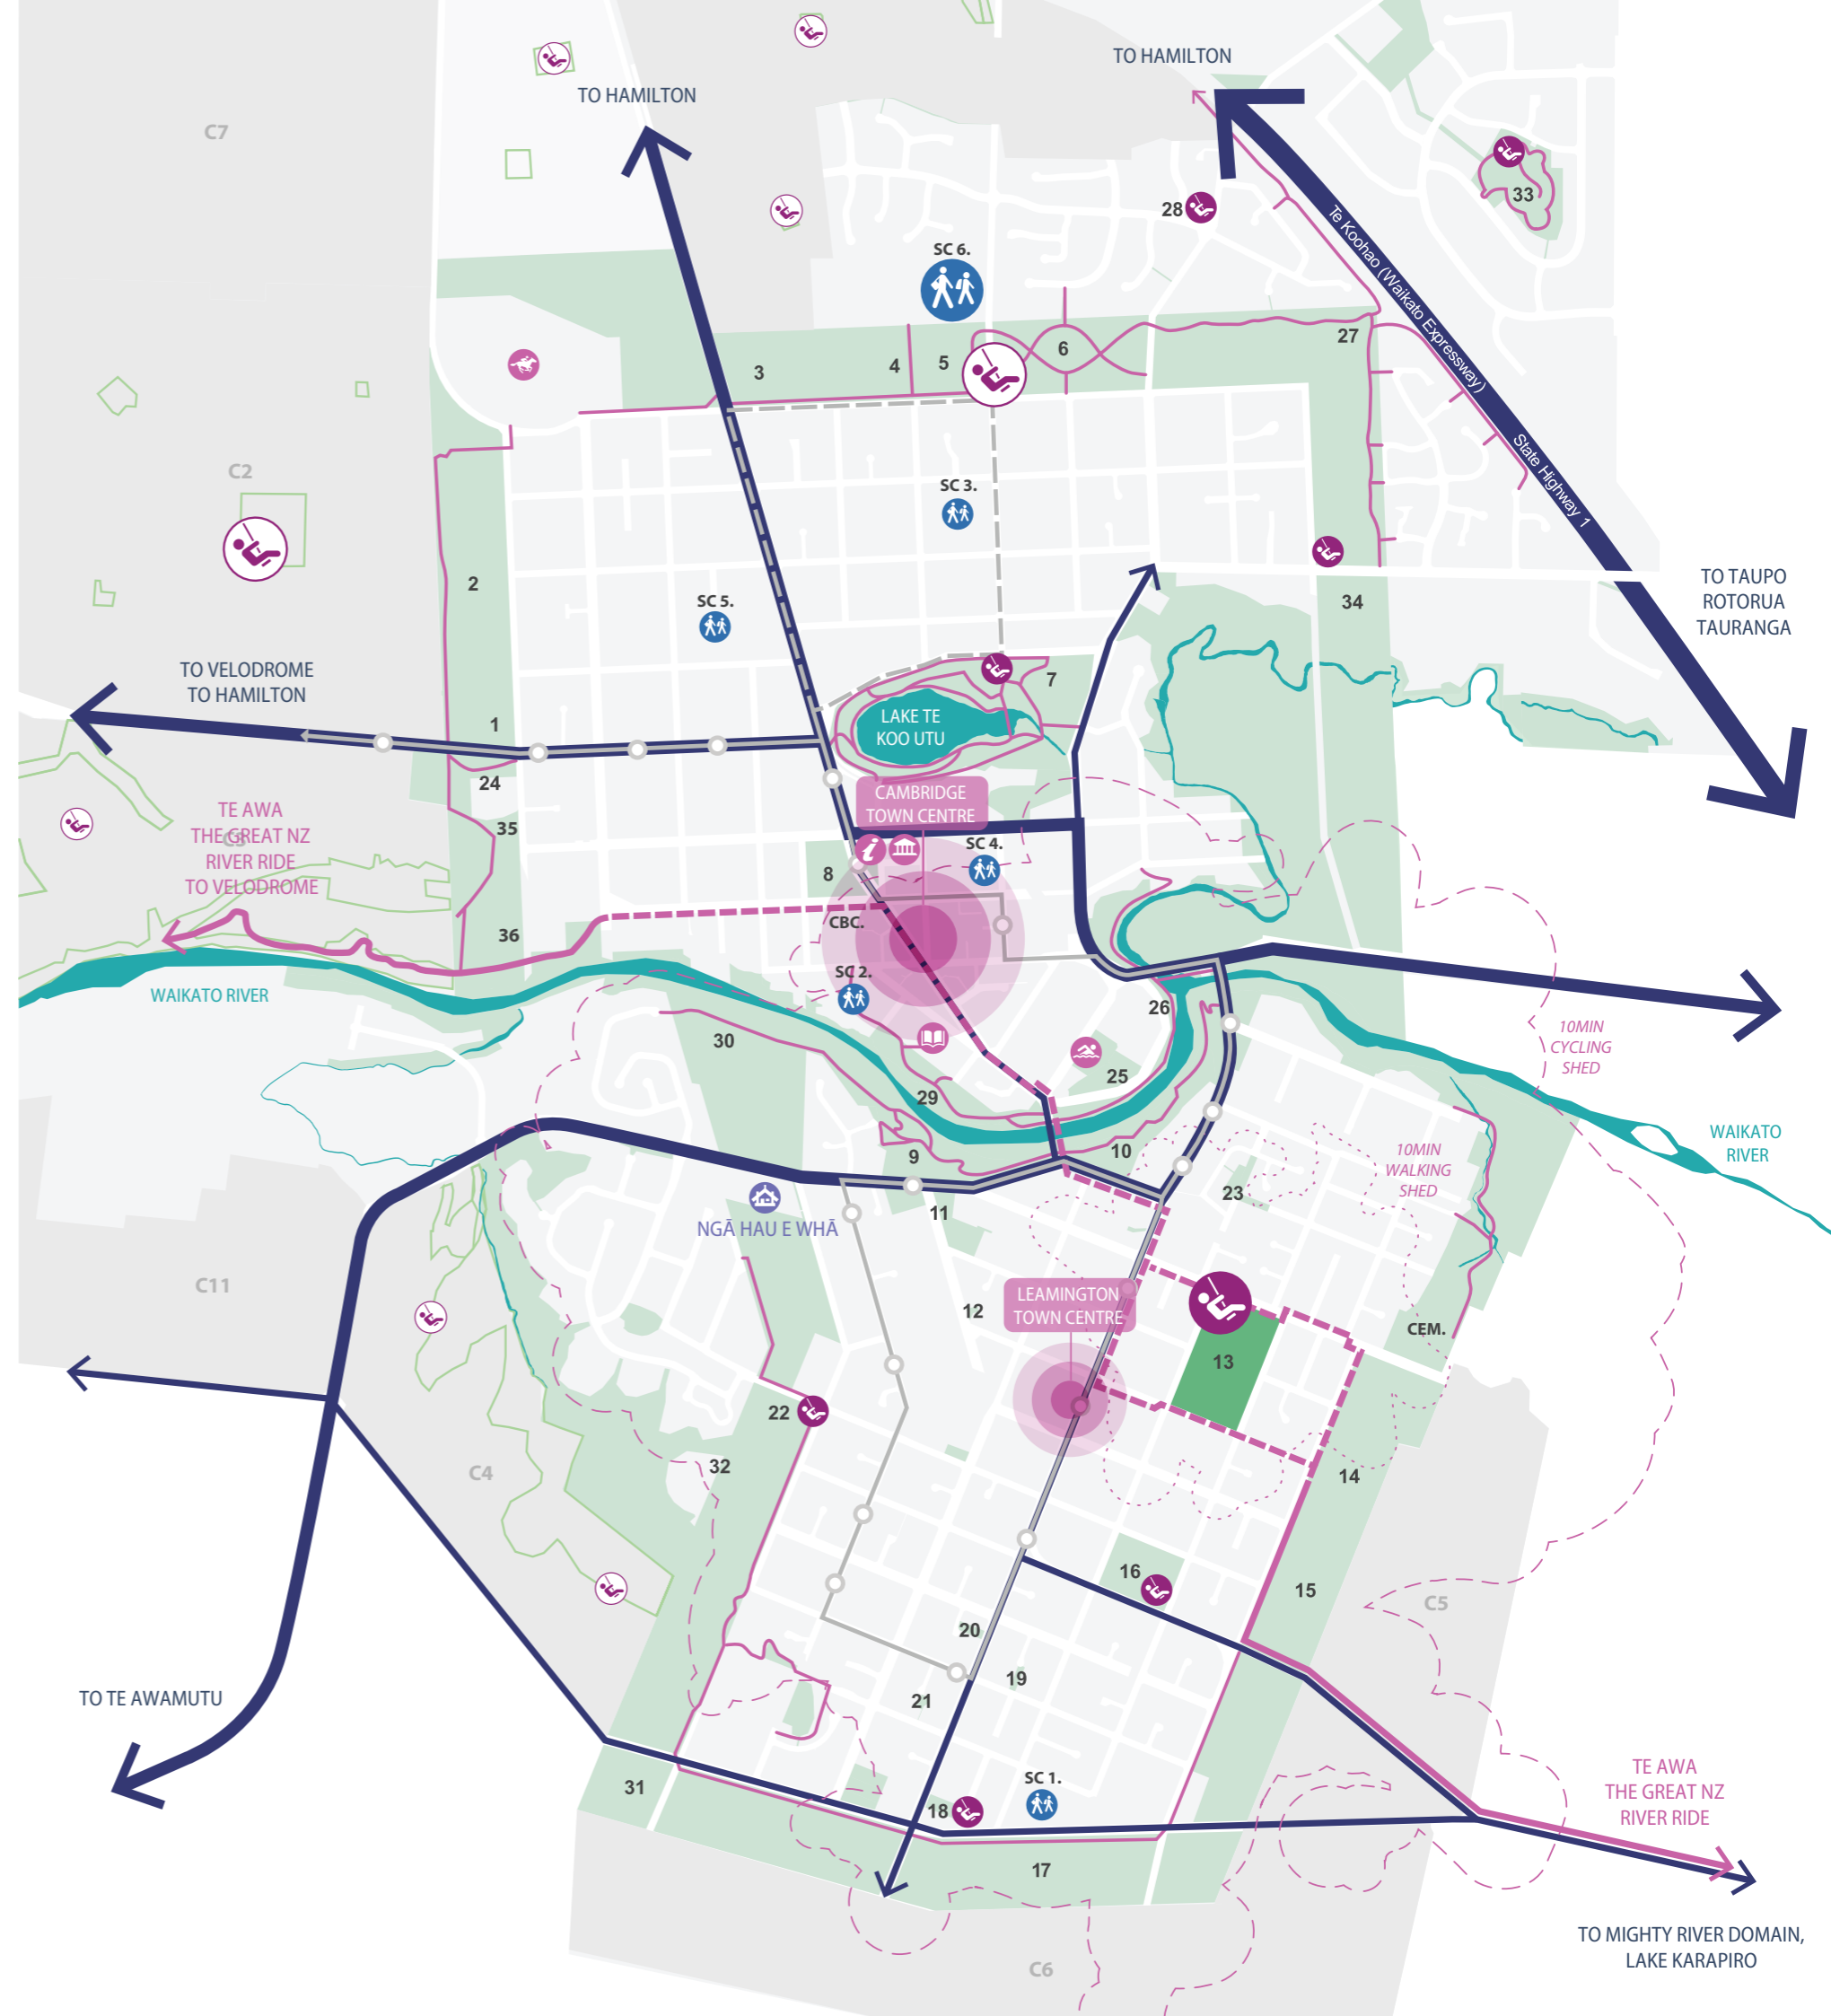 TO HAMILTON
TO HAMILTON
C7
28
33
Te Koohao (Waikato Expressway)
State Highway 1
SC 6.
27
3
4
5
6
C2
SC 3.
2
SC 5.
34
TO TAUPO
ROTORUA
TAURANGA
TO VELODROME
TO HAMILTON
7
LAKE TE
KOO UTU
1
24
CAMBRIDGE
TOWN CENTRE
TE AWA
THE GREAT NZ
RIVER RIDE
TO VELODROME
C3
35
SC 4.
8
CBC.
36
SC 2.
WAIKATO RIVER
26
30
10MIN
CYCLING
SHED
25
29
WAIKATO
RIVER
10
9
10MIN
WALKING
SHED
23
11
NGĀ HAU E WHĀ
C11
LEAMINGTON
TOWN CENTRE
12
CEM.
13
22
32
C4
14
16
15
C5
20
19
21
TO TE AWAMUTU
31
18
SC 1.
TE AWA
THE GREAT NZ
RIVER RIDE
17
TO MIGHTY RIVER DOMAIN,
LAKE KARAPIRO
C6